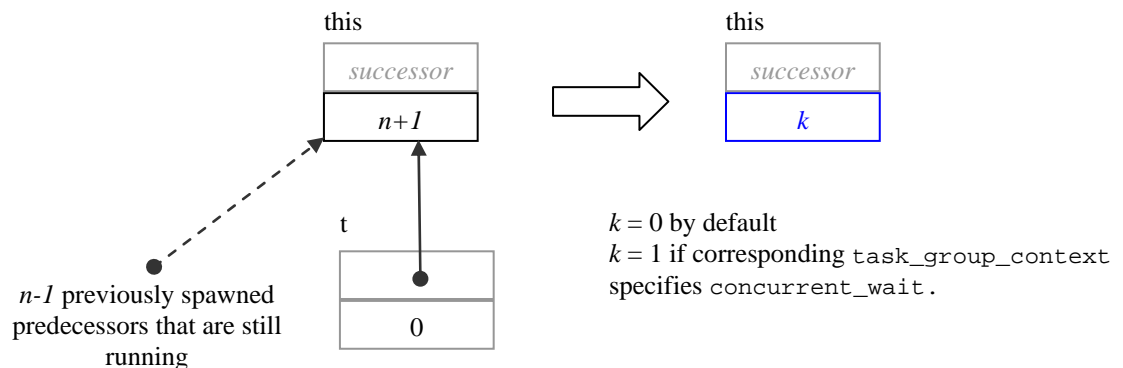 this
successor
n+1
this
successor
k
t
0
n-1 previously spawned
predecessors that are still
running
k = 0 by default
k = 1 if corresponding task_group_context
specifies concurrent_wait.